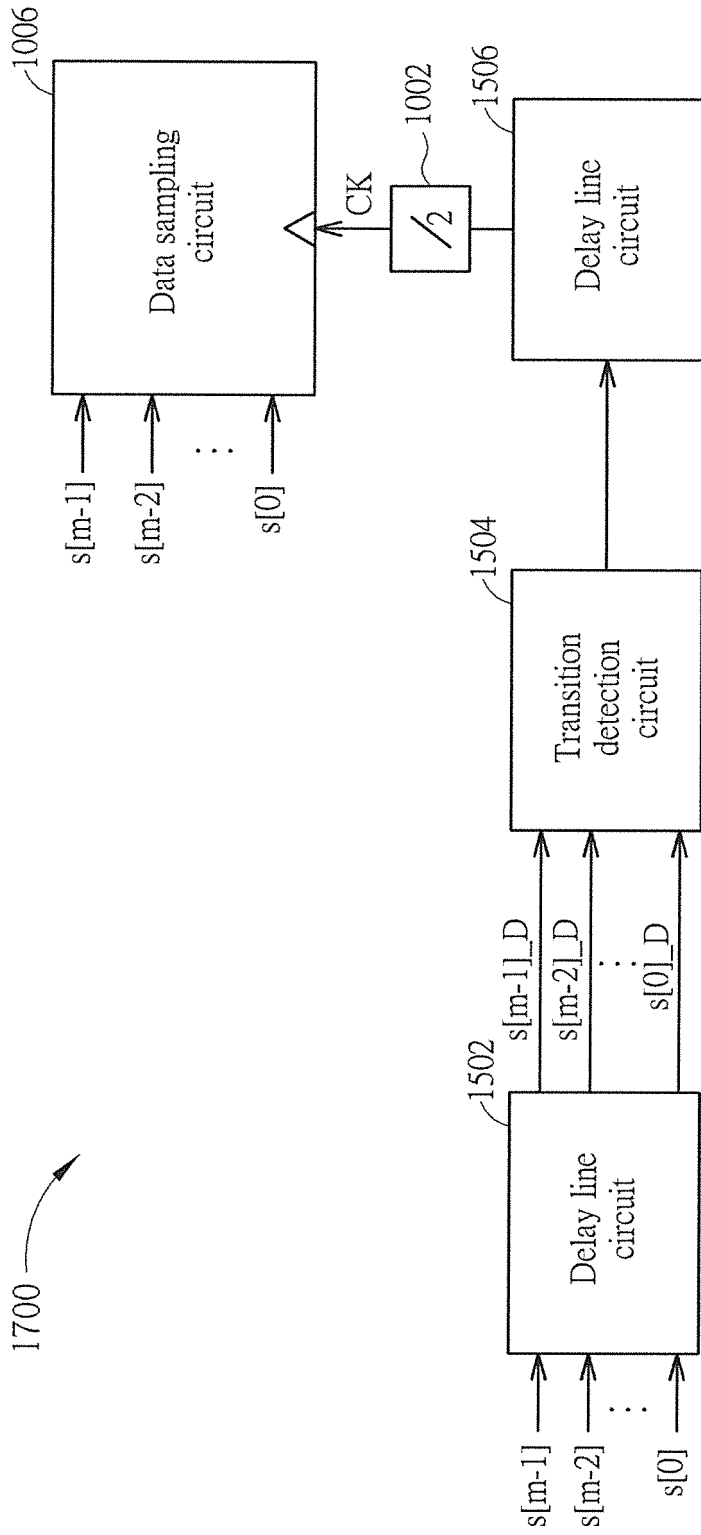 1700
s[m-1]
s[m-2]
...
s[0]
Data sampling
circuit
1006
CK
/2
1002
s[m-1]
s[m-2]
...
s[0]
Delay line
circuit
1502
s[m-1]_D
s[m-2]_D
...
s[0]_D
Transition
detection
circuit
1504
Delay line
circuit
1506